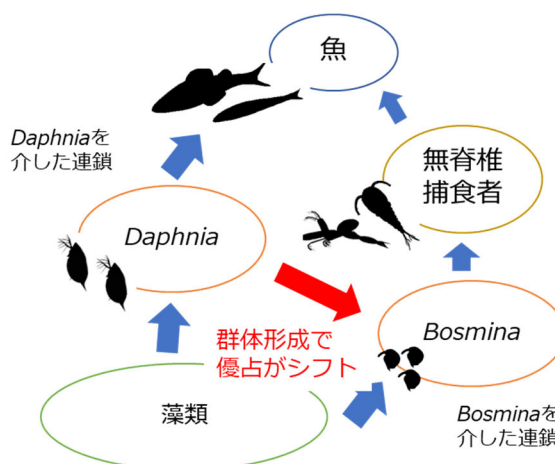 魚
Daphniaを
介した連鎖
無脊椎
捕食者
Daphnia
群体形成で
優占がシフト
Bosmina
藻類
Bosminaを
介した連鎖